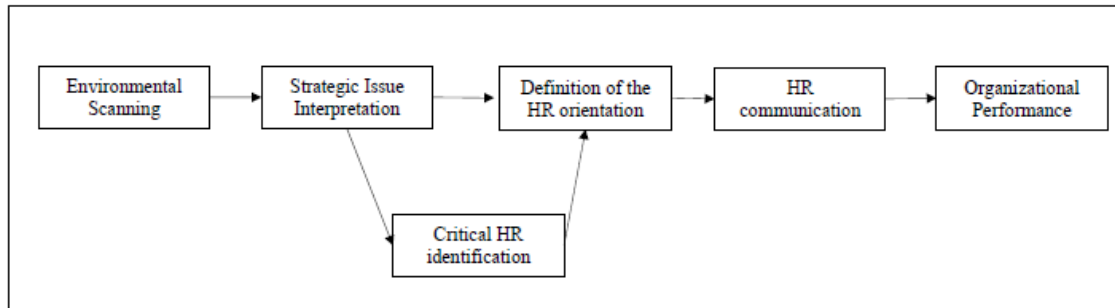 Environmental
Scanning
Strategic Issue
Interpretation
Definition of the
HR orientation
HR
communication
Organizational
Performance
Critical HR
identification